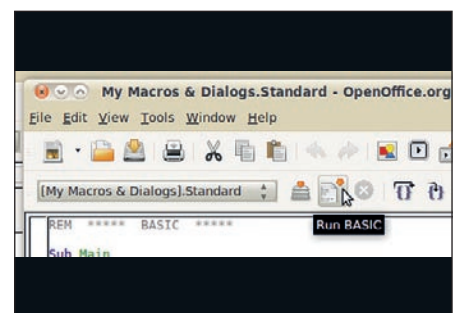 My Macros & Dialogs.Standard - OpenOffice.org
File Edit View Tools Window Help
[My Macros & Dialogs].Standard
Run BASIC
REM ***** BASIC *****
Sub Main